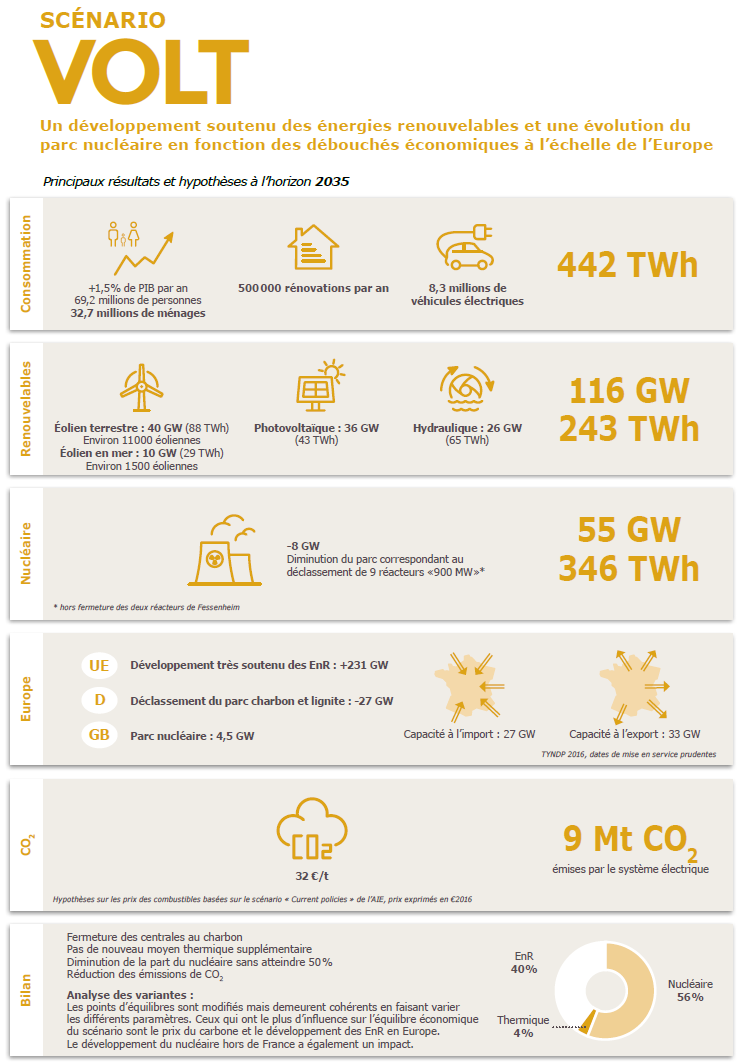 SCÉNARIO
VOLT
Un développement soutenu des énergies renouvelables et une évolution du
parc nucléaire en fonction des débouchés économiques à l'échelle de l'Europe
Principaux résultats et hypothèses à l'horizon 2035
Consommation
+1,5% de PIB par an
69,2 millions de personnes
32,7 millions de ménages
500 000 rénovations par an
8,3 millions de
véhicules électriques
442 TWh
Renouvelables
Éolien terrestre : 40 GW (88 TWh)
Environ 11000 éoliennes
Éolien en mer : 10 GW (29 TWh)
Environ 1500 éoliennes
Photovoltaïque : 36 GW
(43 TWh)
Hydraulique : 26 GW
(65 TWh)
116 GW
243 TWh
Nucléaire
-8 GW
Diminution du parc correspondant au
déclassement de 9 réacteurs «900 MW»*
* hors fermeture des deux réacteurs de Fessenheim
55 GW
346 TWh
Europe
UE Développement très soutenu des EnR : +231 GW
D Déclassement du parc charbon et lignite : -27 GW
GB Parc nucléaire : 4,5 GW
Capacité à l'import : 27 GW
Capacité à l'export : 33 GW
TYNDP 2016, dates de mise en service prudentes
CO2
CO2
32 €/t
Hypothèses sur les prix des combustibles basées sur le scénario « Current policies » de l'AIE, prix exprimés en €2016
9 Mt CO2
émises par le système électrique
Bilan
Fermeture des centrales au charbon
Pas de nouveau moyen thermique supplémentaire
Diminution de la part du nucléaire sans atteindre 50%
Réduction des émissions de CO2
Analyse des variantes :
Les points d'équilibres sont modifiés mais demeurent cohérents en faisant varier
les différents paramètres. Ceux qui ont le plus d'influence sur l'équilibre économique
du scénario sont le prix du carbone et le développement des EnR en Europe.
Le développement du nucléaire hors de France a également un impact.
EnR
40%
Nucléaire
56%
Thermique
4%